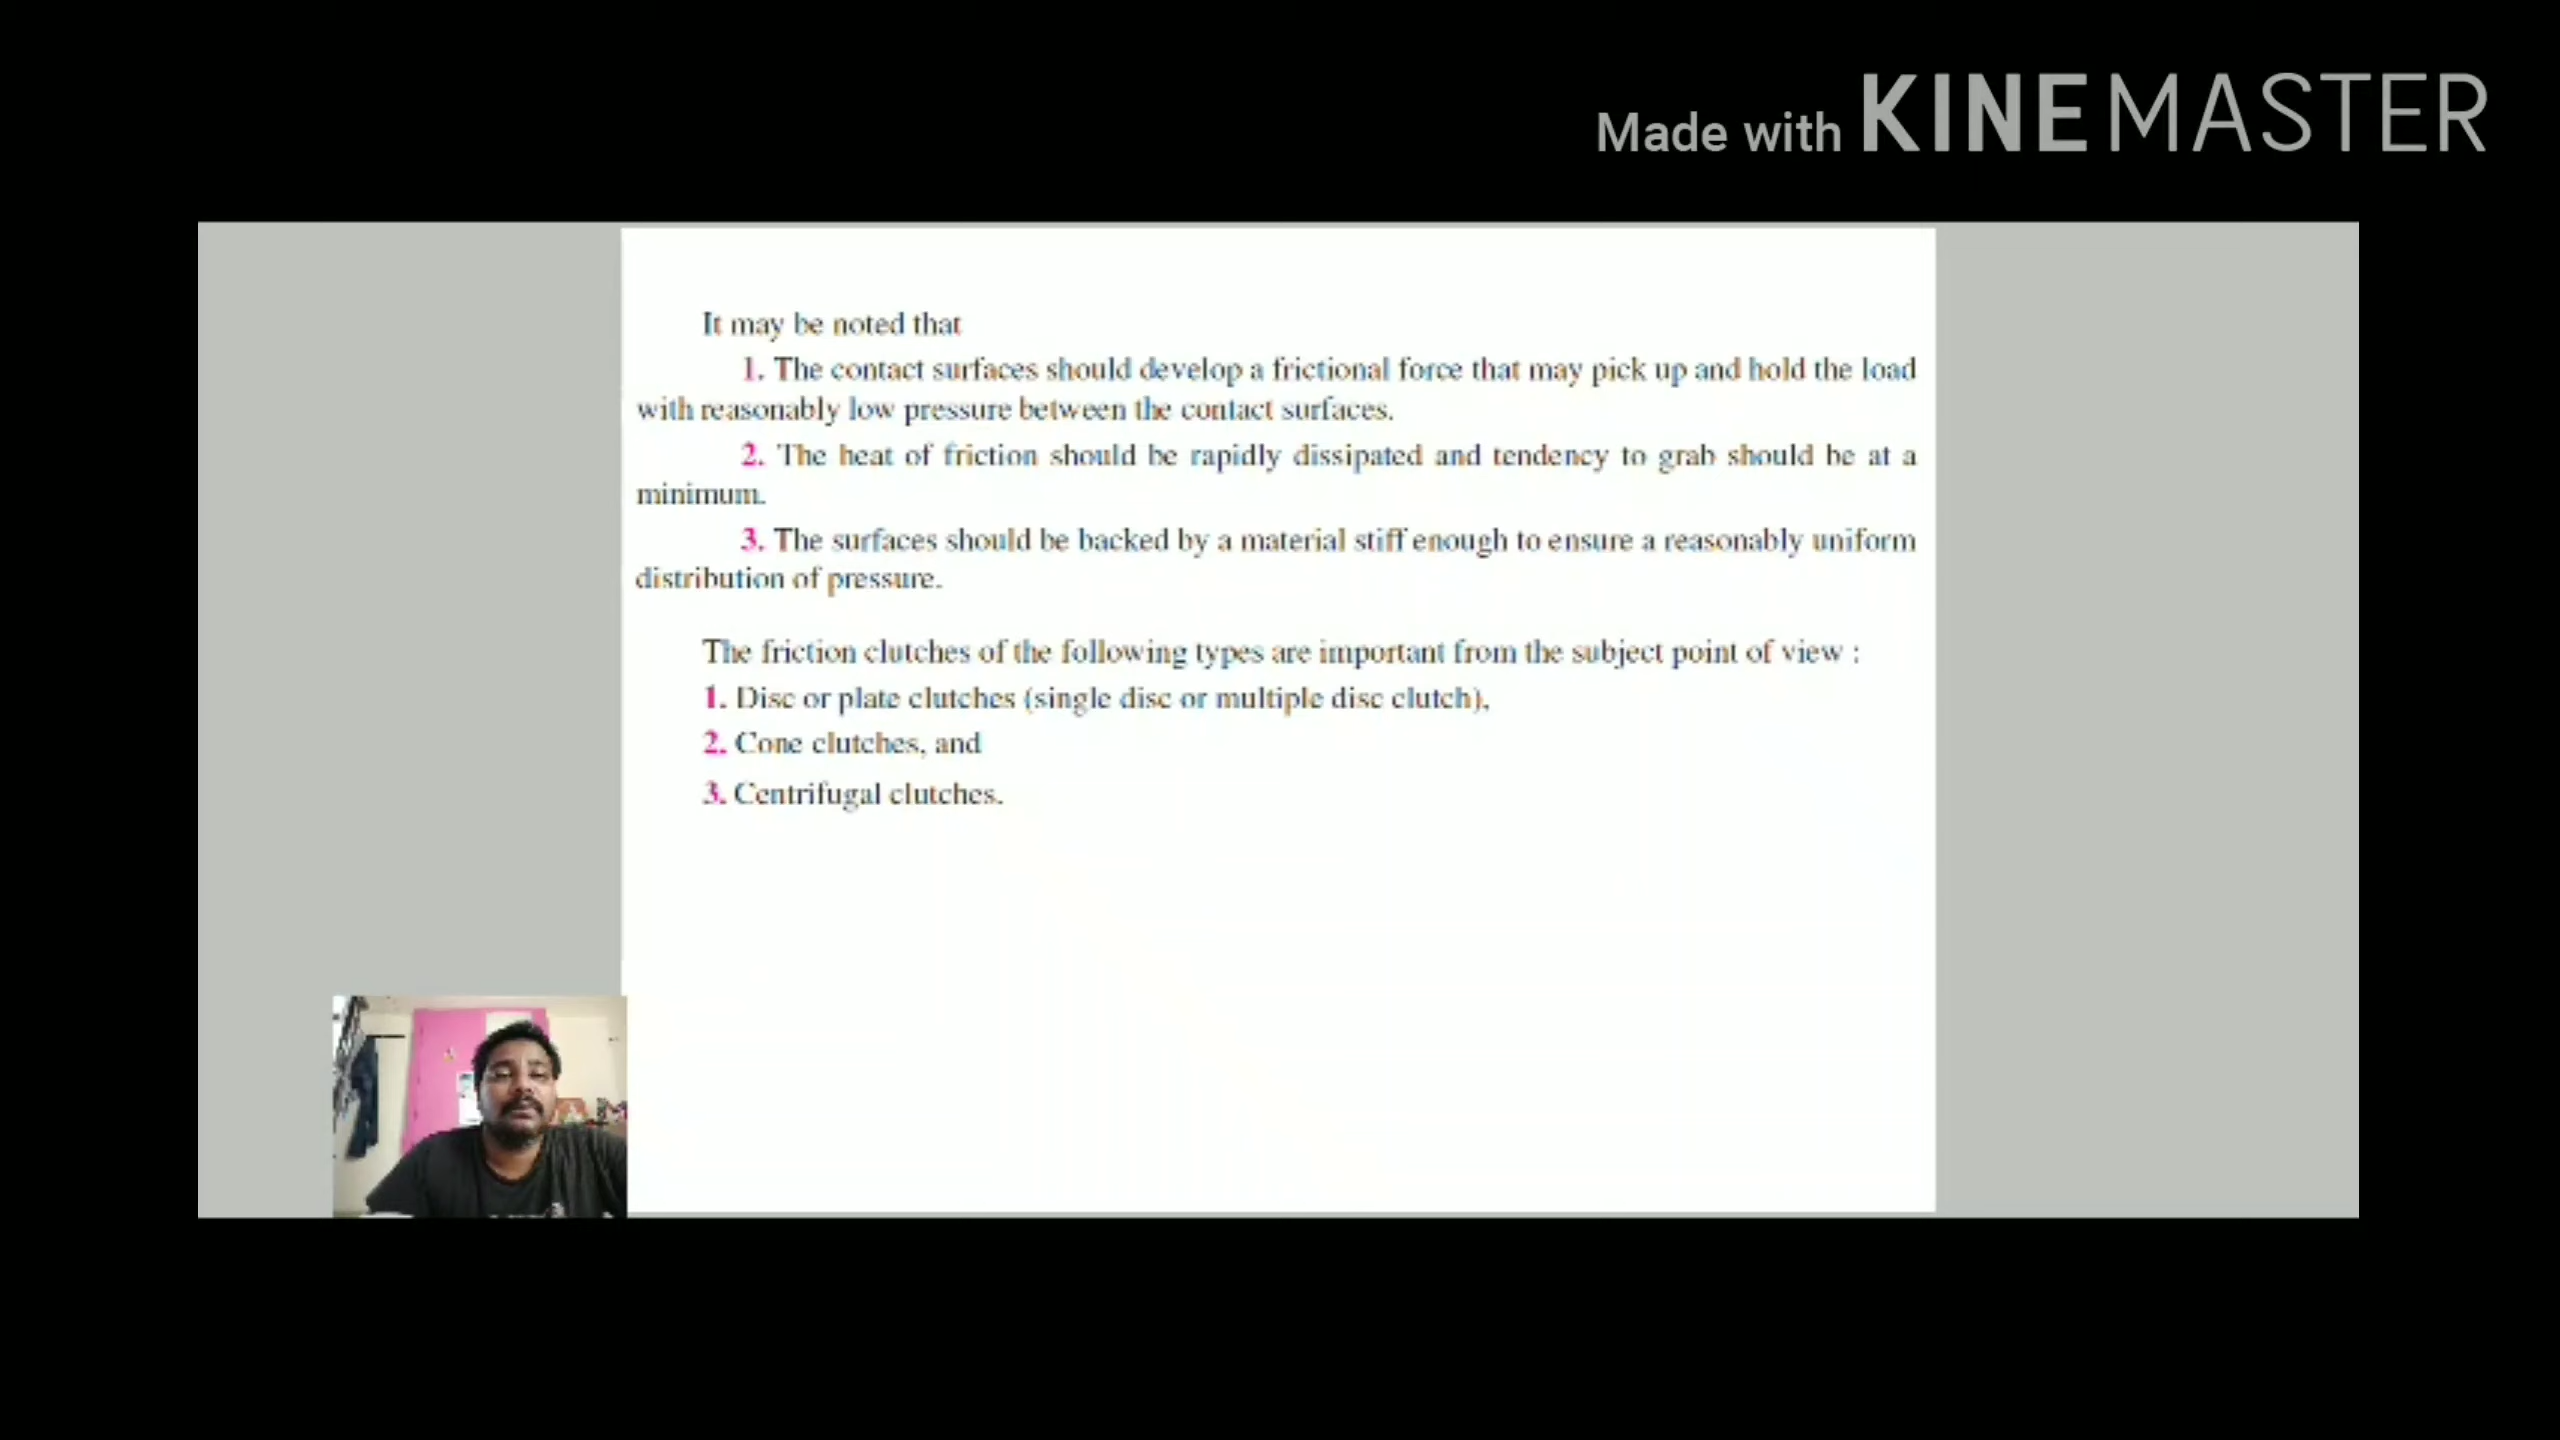 Made with KINEMASTER
It may be noted that
1. The contact surfaces should develop a frictional force that may pick up and hold the load
with reasonably low pressure between the contact surfaces.
2. The heat of friction should be rapidly dissipated and tendency to grab should be at a
minimum.
3. The surfaces should be backed by a material stiff enough to ensure a reasonably uniform
distribution of pressure.
The friction clutches of the following types are important from the subject point of view :
1. Disc or plate clutches (single disc or multiple disc clutch),
2. Cone clutches, and
3. Centrifugal clutches.